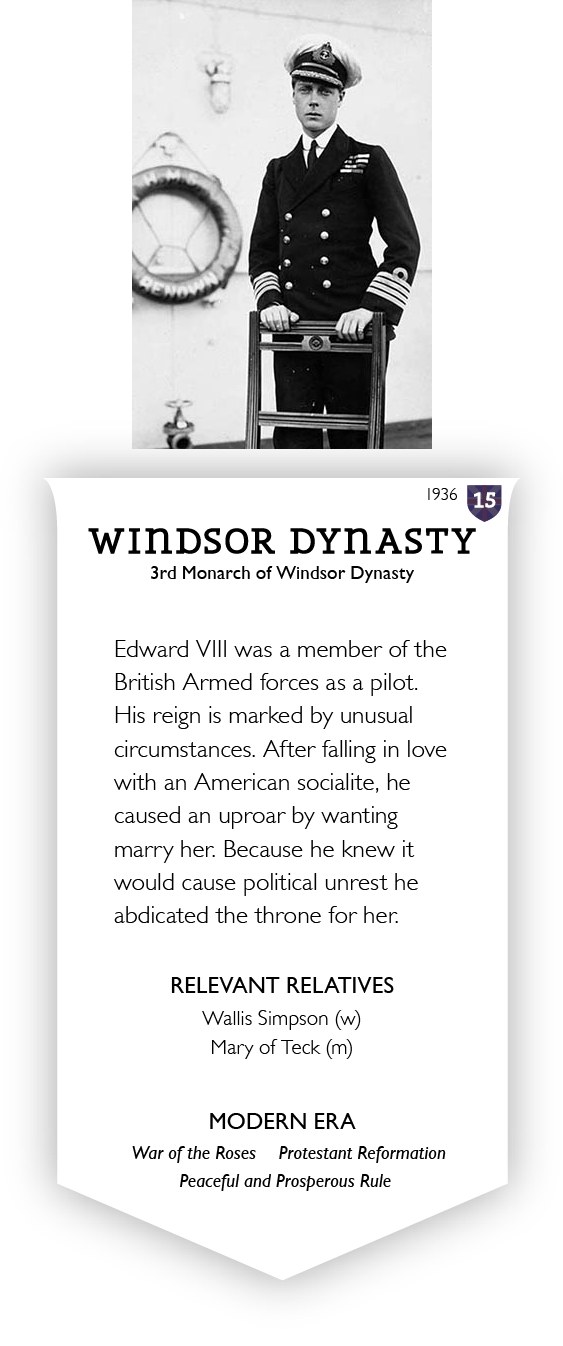 H.M.S.
RENOWN
1936
15
WINDSOR DYNASTY
3rd Monarch of Windsor Dynasty
Edward VIII was a member of the
British Armed forces as a pilot.
His reign is marked by unusual
circumstances. After falling in love
with an American socialite, he
caused an uproar by wanting
marry her. Because he knew it
would cause political unrest he
abdicated the throne for her.
RELEVANT RELATIVES
Wallis Simpson (w)
Mary of Teck (m)
MODERN ERA
War of the Roses Protestant Reformation
Peaceful and Prosperous Rule